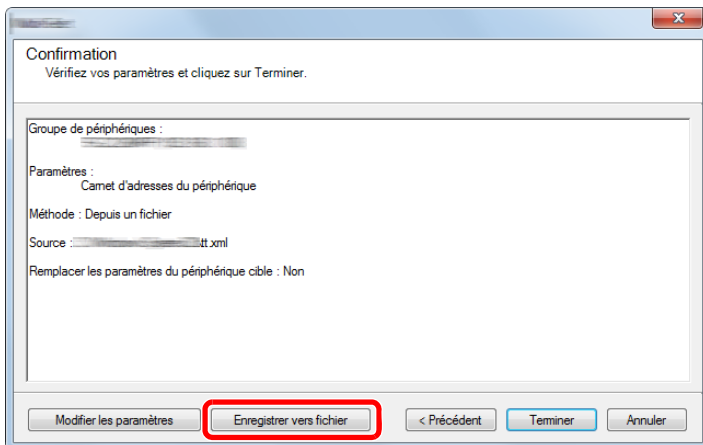 Confirmation
Vérifiez vos paramètres et cliquez sur Terminer.
Groupe de périphériques :
Paramètres :
Carnet d'adresses du périphérique
Méthode : Depuis un fichier
Source : tt.xml
Remplacer les paramètres du périphérique cible : Non
Modifier les paramètres
Enregistrer vers fichier
< Précédent
Terminer
Annuler